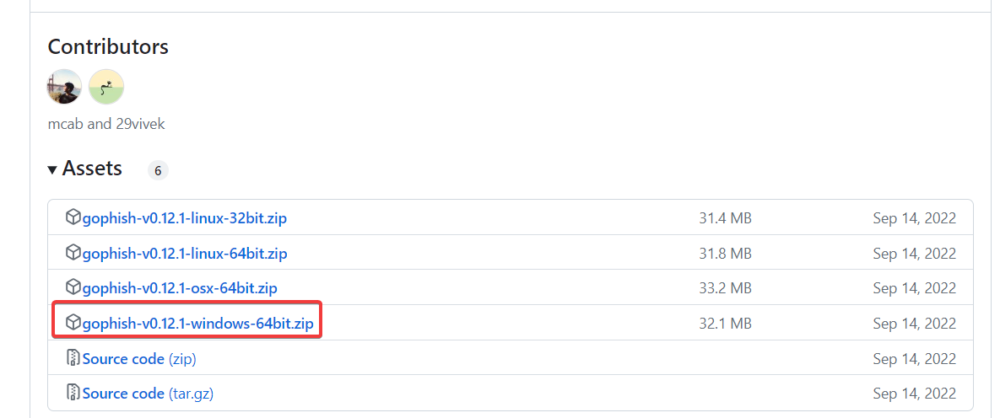 Contributors
mcab and 29vivek
Assets 6
gophish-v0.12.1-linux-32bit.zip 31.4 MB Sep 14, 2022
gophish-v0.12.1-linux-64bit.zip 31.8 MB Sep 14, 2022
gophish-v0.12.1-osx-64bit.zip 33.2 MB Sep 14, 2022
gophish-v0.12.1-windows-64bit.zip 32.1 MB Sep 14, 2022
Source code (zip) Sep 14, 2022
Source code (tar.gz) Sep 14, 2022